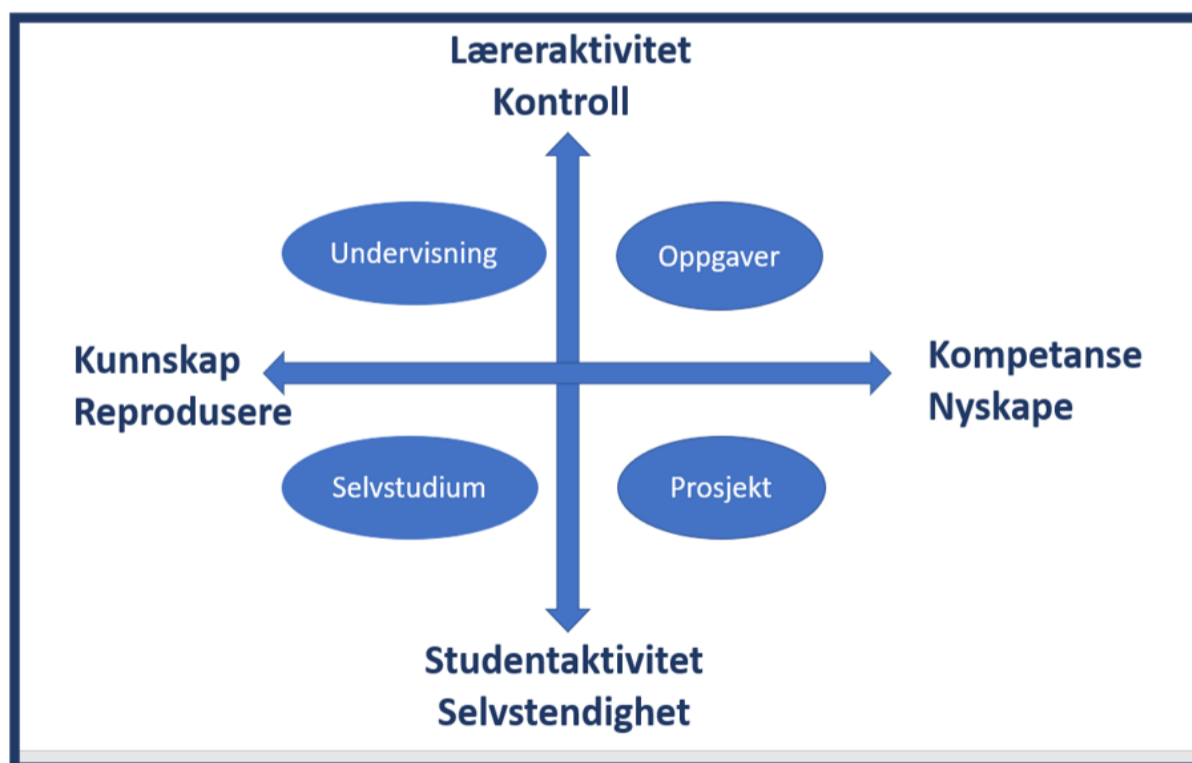 Læreraktivitet
Kontroll
Undervisning
Oppgaver
Kunnskap
Reprodusere
Kompetanse
Nyskape
Selvstudium
Prosjekt
Studentaktivitet
Selvstendighet